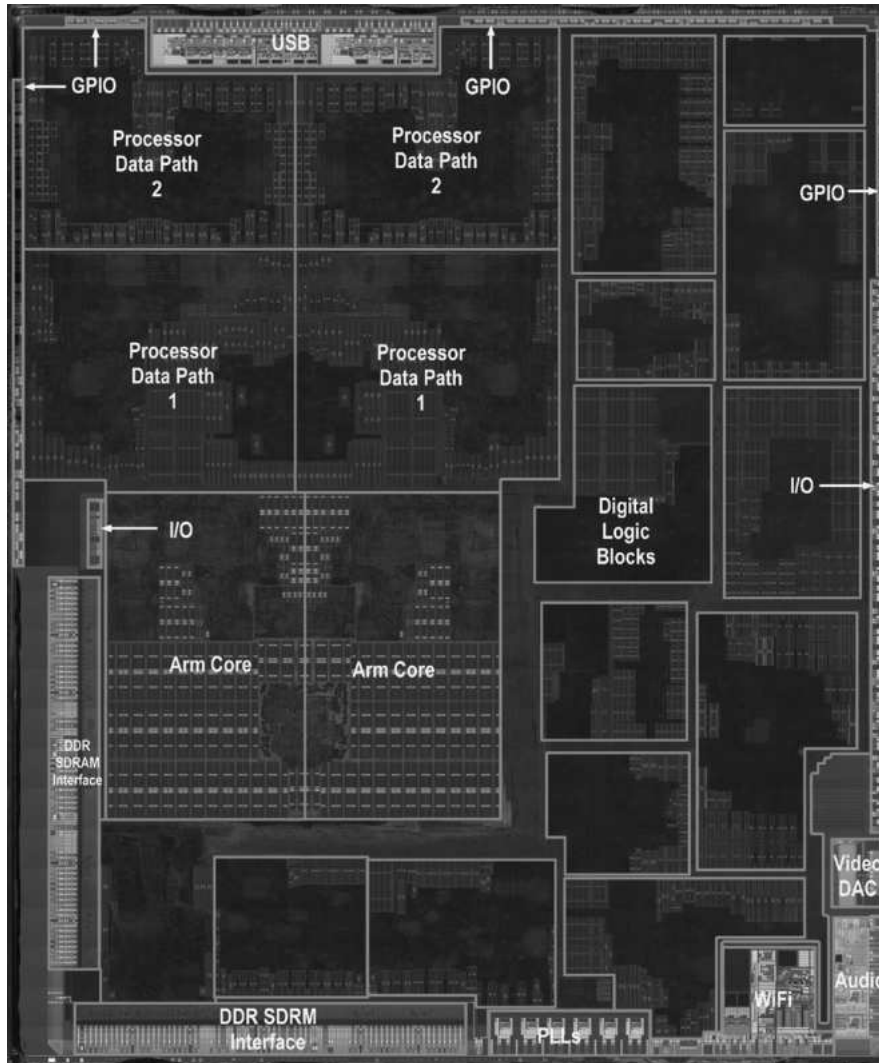 USB
GPIO
GPIO
Processor
Data Path
2
Processor
Data Path
2
GPIO
Processor
Data Path
1
Processor
Data Path
1
I/O
I/O
Digital
Logic
Blocks
Arm Core
Arm Core
DDR
SDRAM
Interface
Video
DAC
Audio
WiFi
DDR SDRM
Interface
PLLs